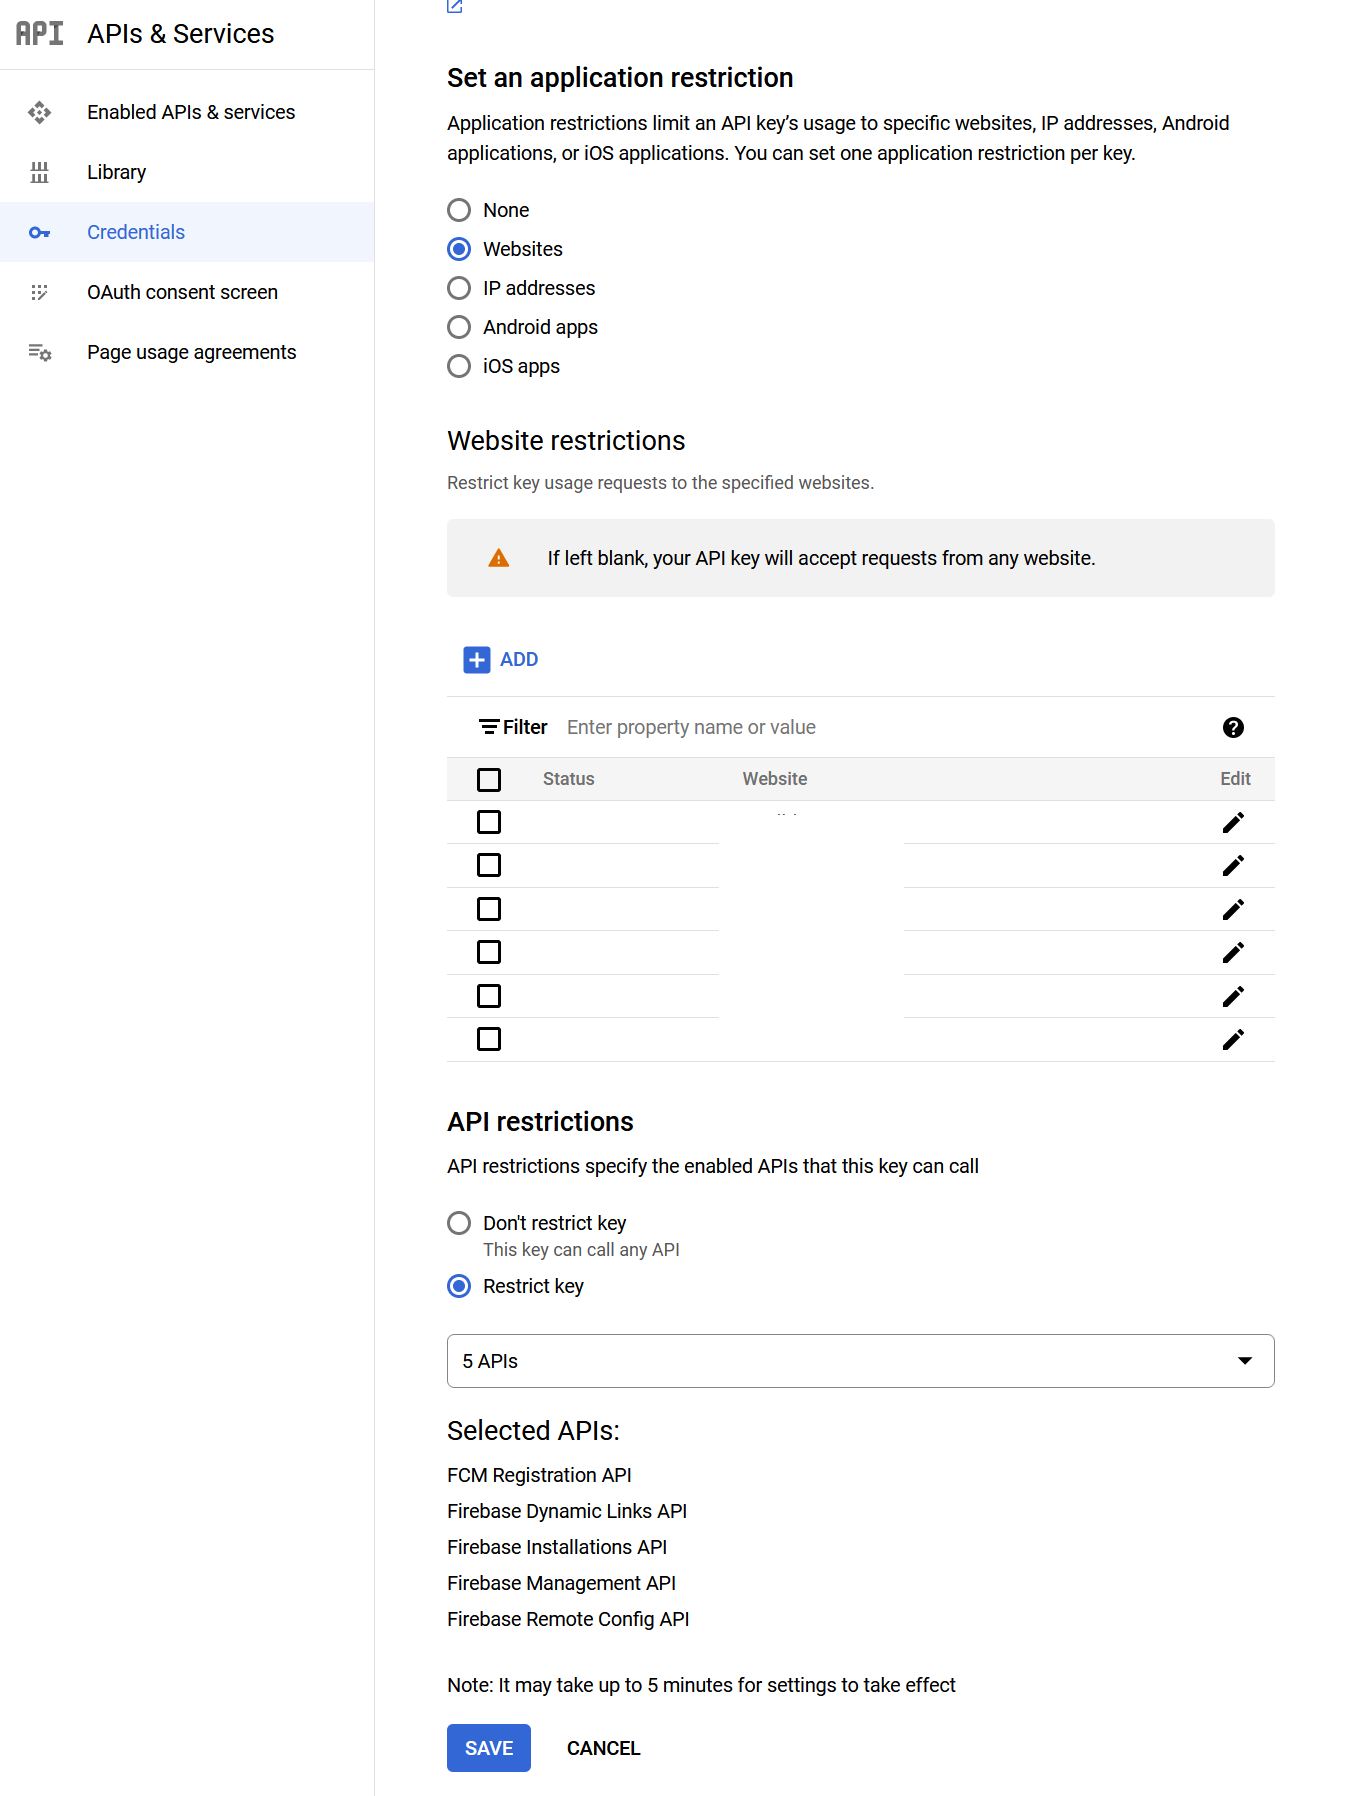 API APIs & Services
Enabled APIs & services
Library
Credentials
OAuth consent screen
Page usage agreements
Set an application restriction
Application restrictions limit an API key’s usage to specific websites, IP addresses, Android
applications, or iOS applications. You can set one application restriction per key.
None
Websites
IP addresses
Android apps
iOS apps
Website restrictions
Restrict key usage requests to the specified websites.
If left blank, your API key will accept requests from any website.
ADD
Filter Enter property name or value
Status Website Edit
API restrictions
API restrictions specify the enabled APIs that this key can call
Don't restrict key
This key can call any API
Restrict key
5 APIs
Selected APIs:
FCM Registration API
Firebase Dynamic Links API
Firebase Installations API
Firebase Management API
Firebase Remote Config API
Note: It may take up to 5 minutes for settings to take effect
SAVE CANCEL